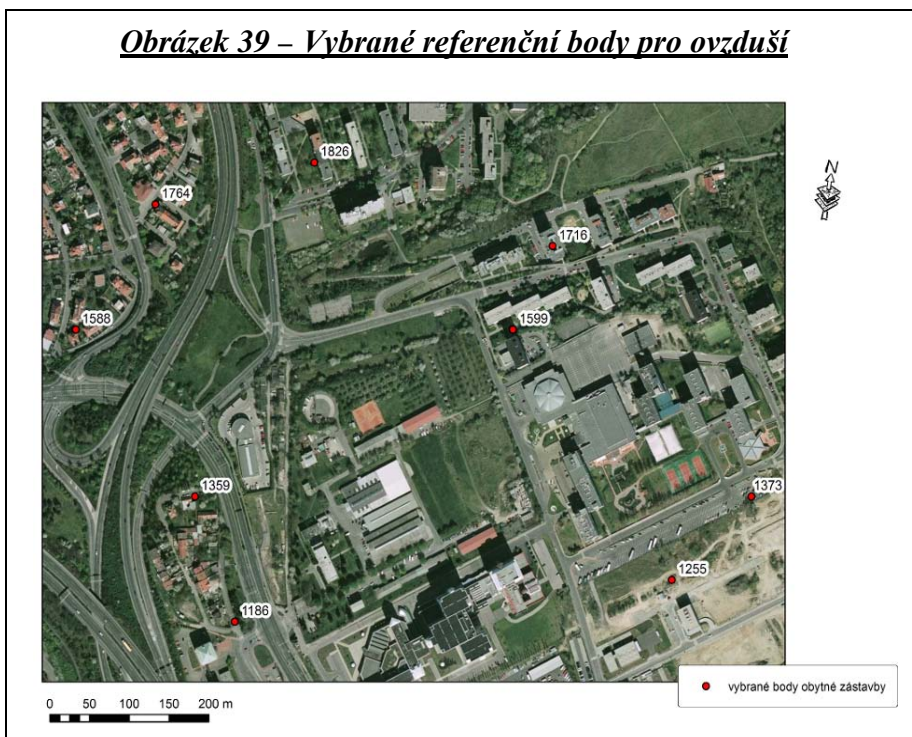 Obrázek 39 – Vybrané referenční body pro ovzduší
N
1826
1764
1716
1588
1599
1359
1373
1255
1186
vybrané body obytné zástavby
0 50 100 150 200 m